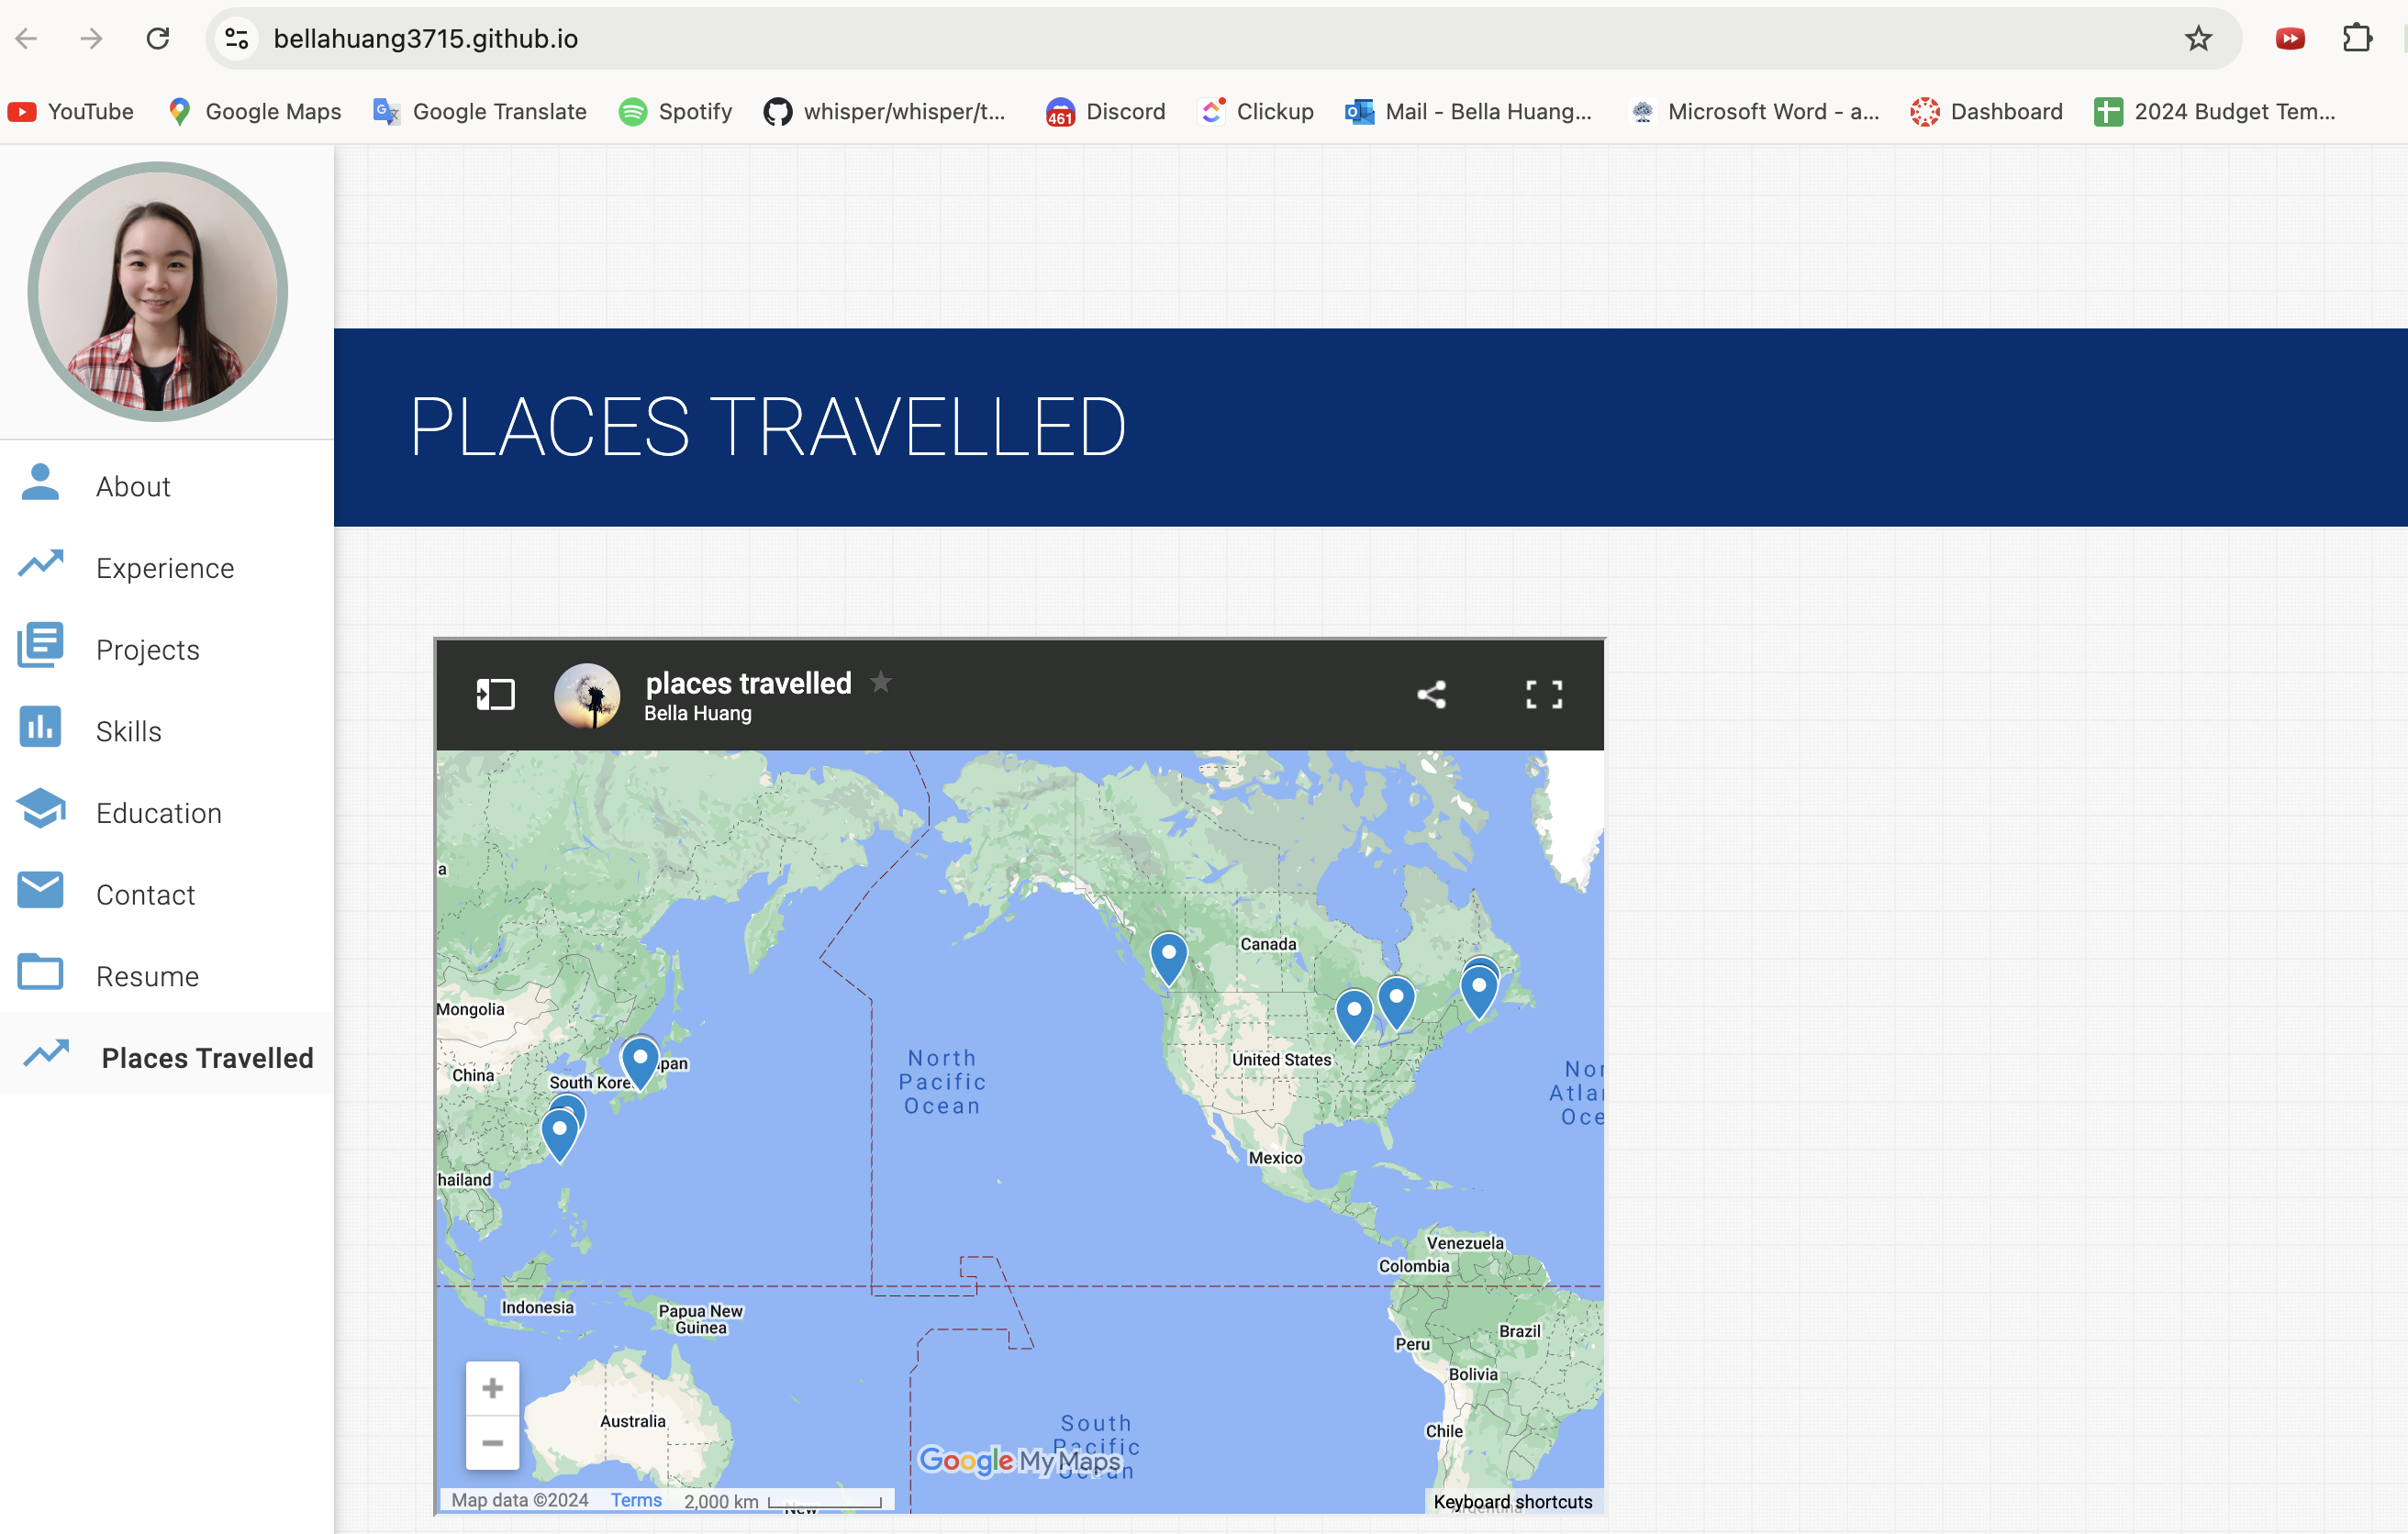 bellahuang3715.github.io
YouTube Google Maps Google Translate Spotify whisper/whisper/t... 461 Discord Clickup Mail - Bella Huang... Microsoft Word - a... Dashboard 2024 Budget Tem...
PLACES TRAVELLED
About
Experience
Projects
Skills
Education
Contact
Resume
Places Travelled
places travelled
Bella Huang
a
Canada
Mongolia
United States
North
Pacific
Ocean
pan
China
South Kore
Nor
Atla
Oce
Mexico
hailand
Venezuela
Colombia
Indonesia
Papua New
Guinea
Brazil
Peru
Bolivia
Australia
Chile
South
Pacific
Ocean
Google My Maps
+
−
Map data ©2024 Terms 2,000 km
New
Keyboard shortcuts
Argentina